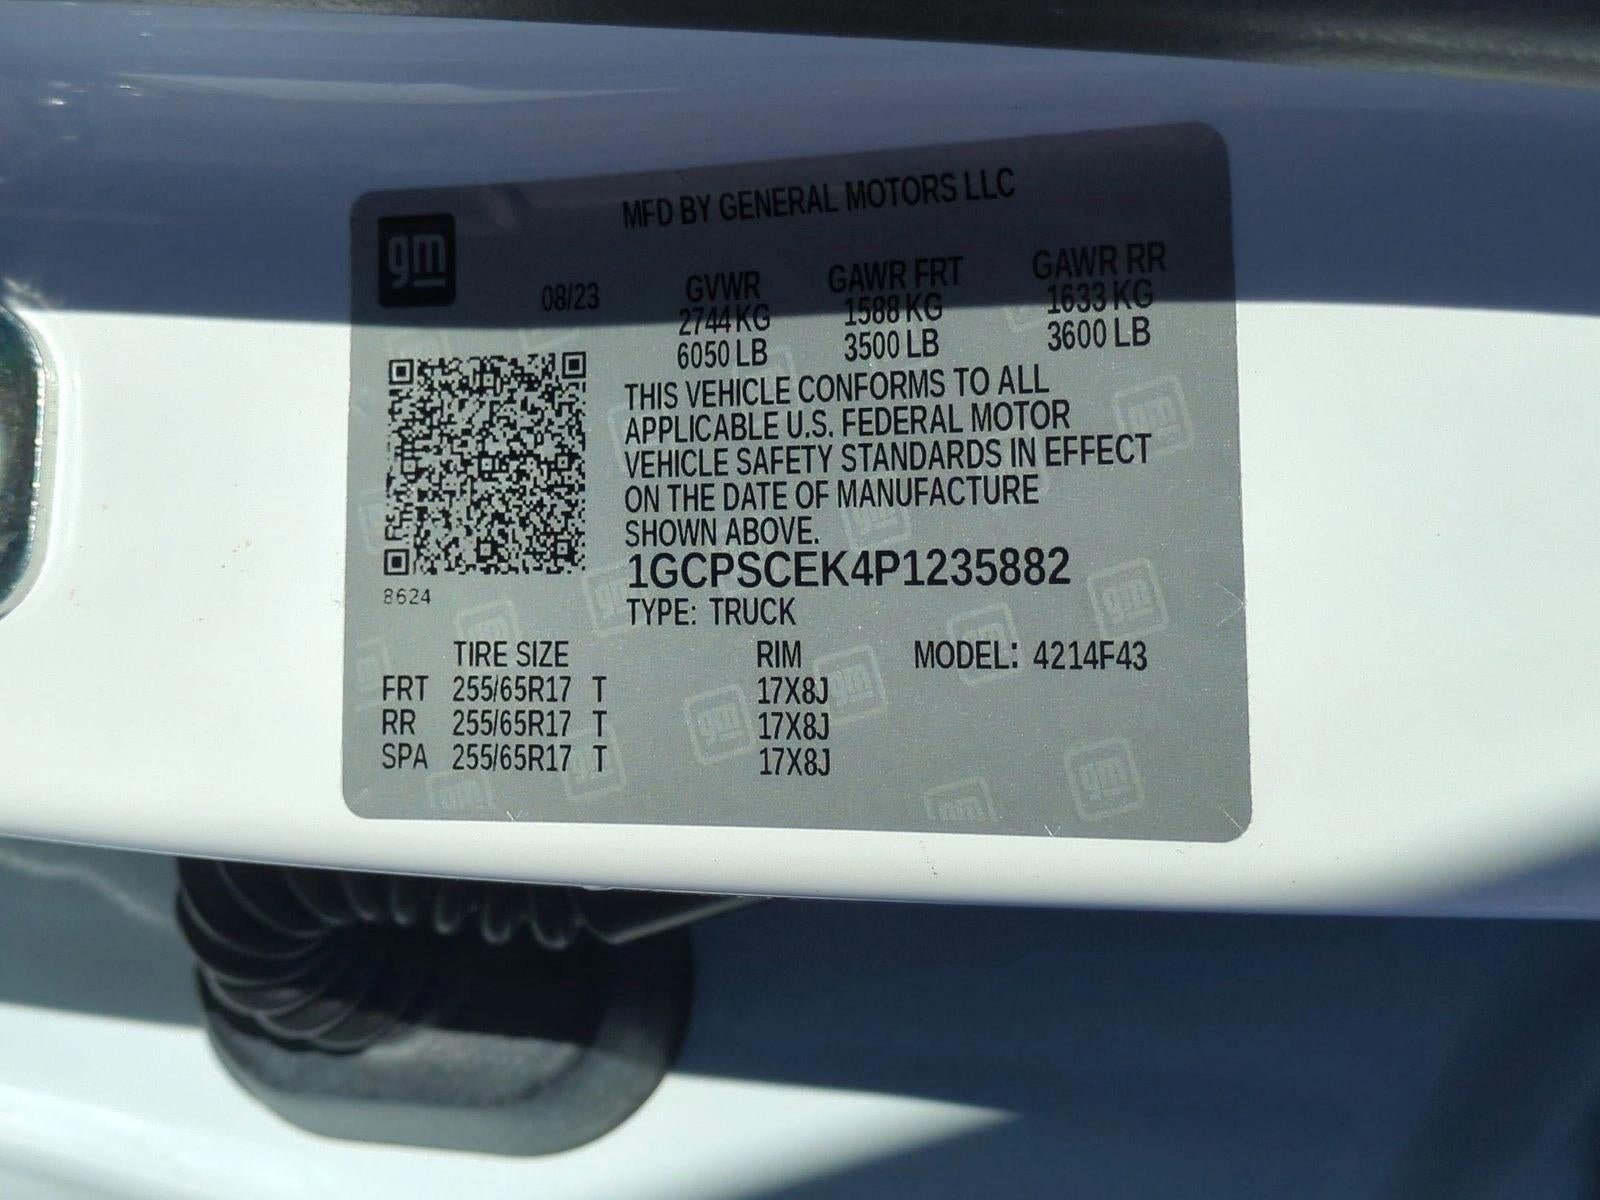 MFD BY GENERAL MOTORS LLC
gm
08/23 GVWR GAWR FRT GAWR RR
2744 KG 1588 KG 1633 KG
6050 LB 3500 LB 3600 LB
THIS VEHICLE CONFORMS TO ALL
APPLICABLE U.S. FEDERAL MOTOR
VEHICLE SAFETY STANDARDS IN EFFECT
ON THE DATE OF MANUFACTURE
SHOWN ABOVE.
1GCPSCEK4P1235882
8624
TYPE: TRUCK
TIRE SIZE RIM MODEL: 4214F43
FRT 255/65R17 T 17X8J
RR 255/65R17 T 17X8J
SPA 255/65R17 T 17X8J